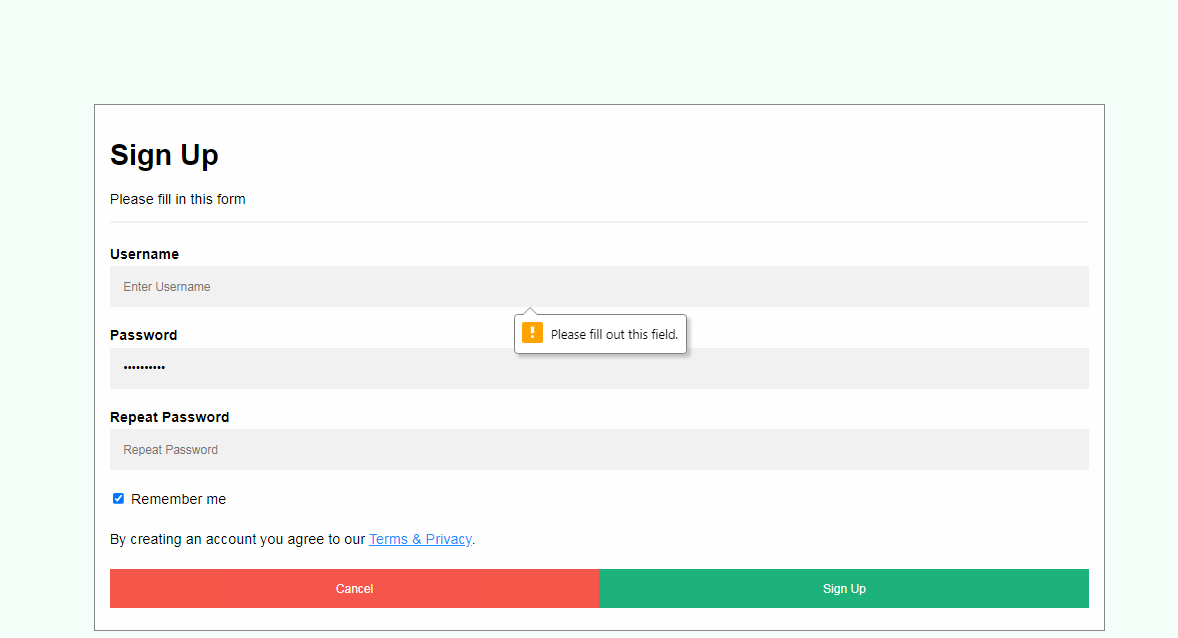 Sign Up
Please fill in this form
Username
Enter Username
Please fill out this field.
Password
••••••••••
Repeat Password
Repeat Password
Remember me
By creating an account you agree to our Terms & Privacy.
Cancel
Sign Up